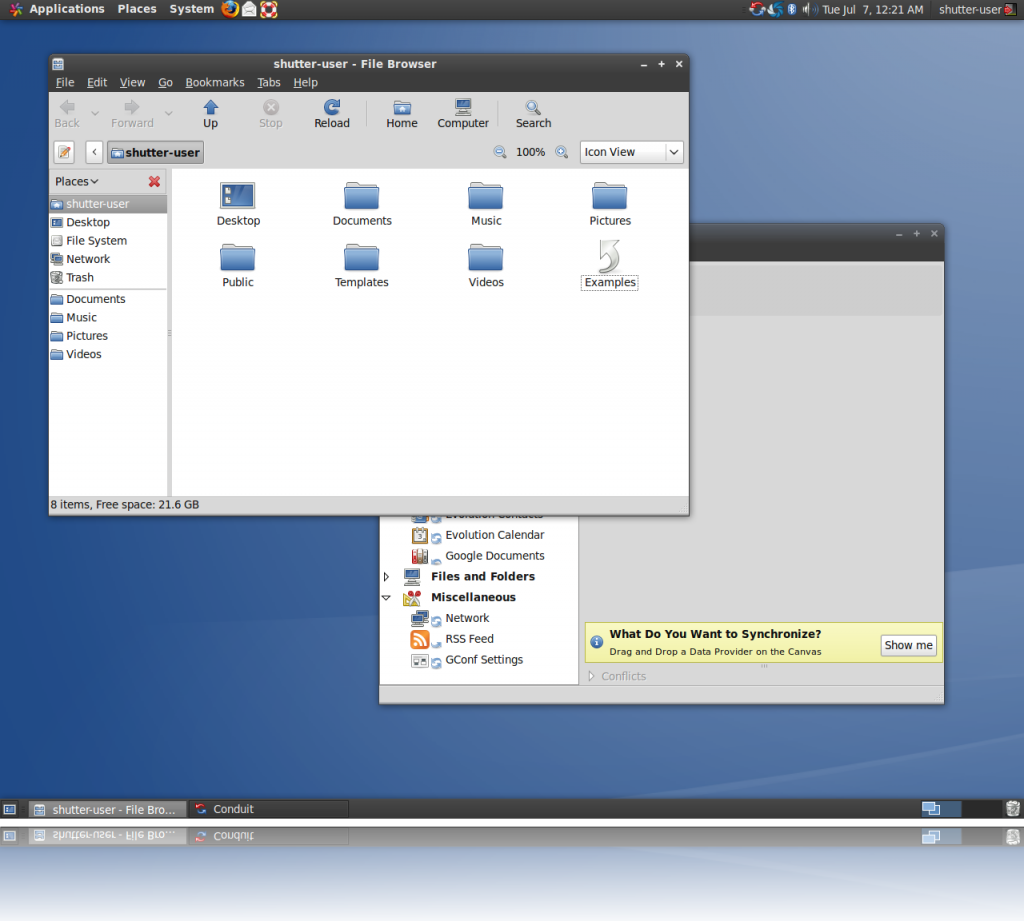 Applications Places System Tue Jul 7, 12:21 AM shutter-user
shutter-user - File Browser
File Edit View Go Bookmarks Tabs Help
Back Forward Up Stop Reload Home Computer Search
shutter-user 100% Icon View
Places
shutter-user
Desktop
File System
Network
Trash
Documents
Music
Pictures
Videos
Desktop Documents Music Pictures
Public Templates Videos Examples
8 items, Free space: 21.6 GB
Evolution Contacts
Evolution Calendar
Google Documents
Files and Folders
Miscellaneous
Network
RSS Feed
GConf Settings
What Do You Want to Synchronize?
Drag and Drop a Data Provider on the Canvas
Show me
Conflicts
shutter-user - File Bro... Conduit
shutter-user - File Bro... Conduit